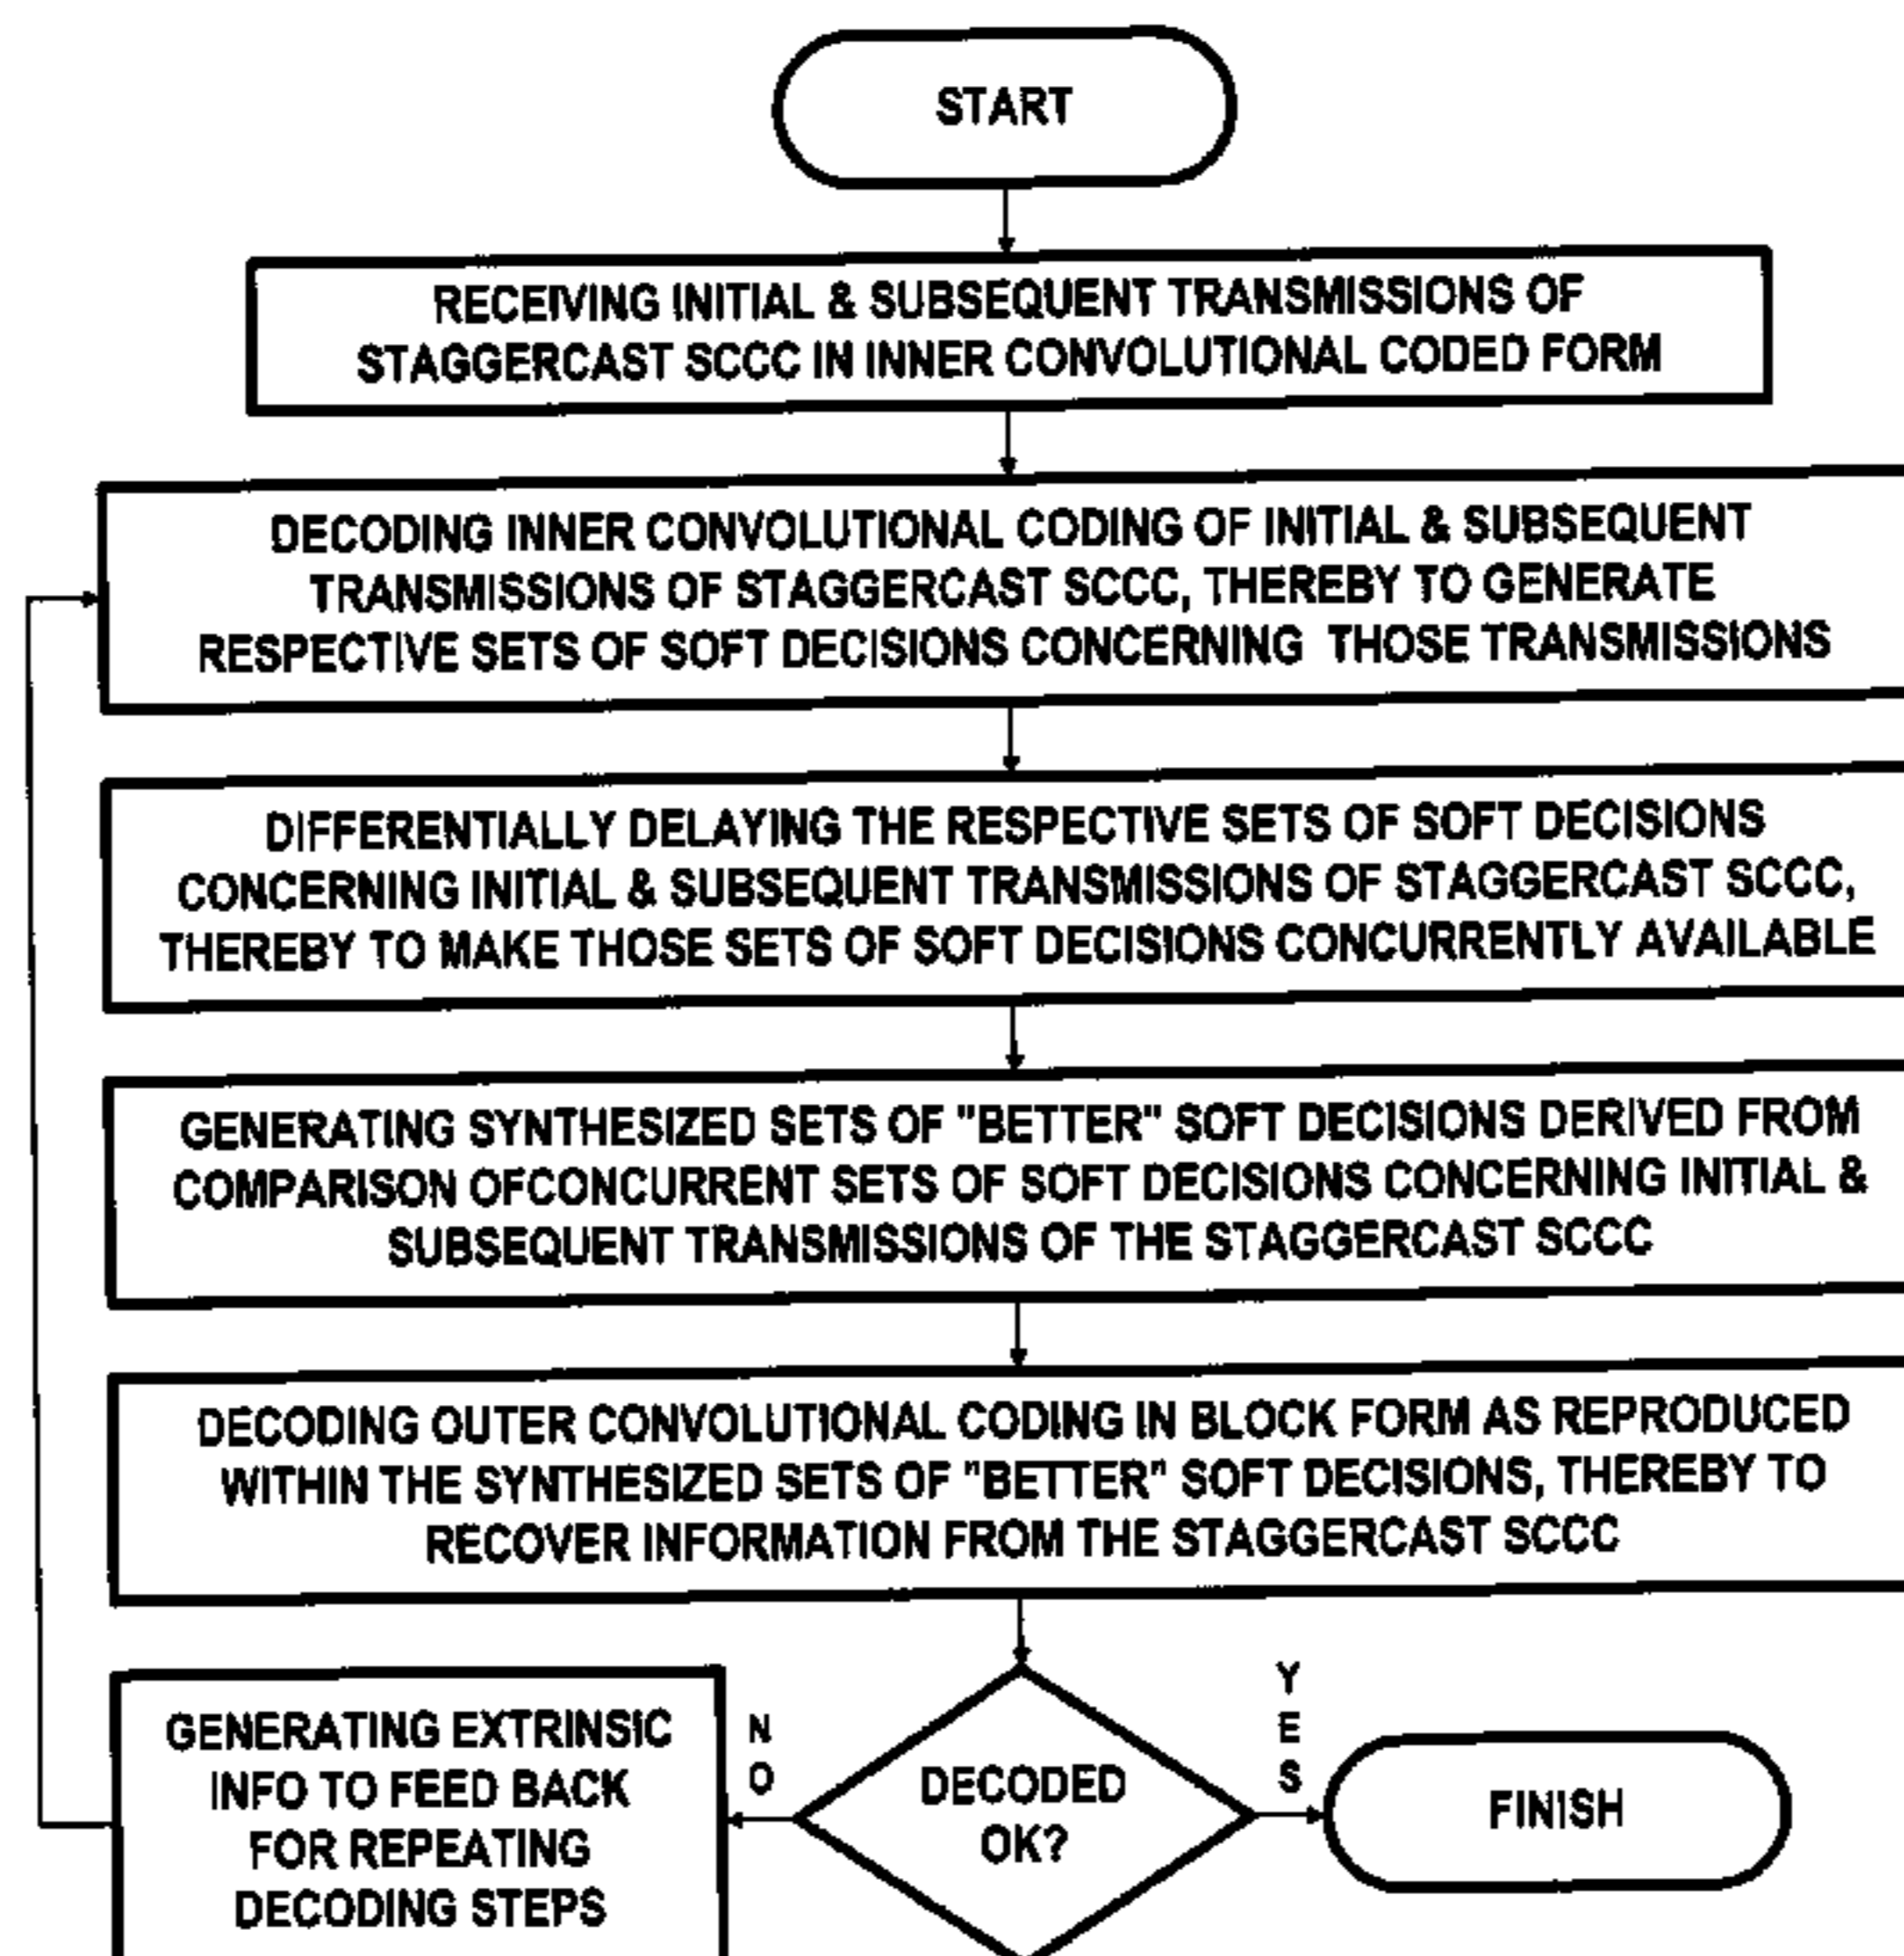 START
RECEIVING INITIAL & SUBSEQUENT TRANSMISSIONS OF
STAGGERCAST SCCC IN INNER CONVOLUTIONAL CODED FORM
DECODING INNER CONVOLUTIONAL CODING OF INITIAL & SUBSEQUENT
TRANSMISSIONS OF STAGGERCAST SCCC, THEREBY TO GENERATE
RESPECTIVE SETS OF SOFT DECISIONS CONCERNING THOSE TRANSMISSIONS
DIFFERENTIALLY DELAYING THE RESPECTIVE SETS OF SOFT DECISIONS
CONCERNING INITIAL & SUBSEQUENT TRANSMISSIONS OF STAGGERCAST SCCC,
THEREBY TO MAKE THOSE SETS OF SOFT DECISIONS CONCURRENTLY AVAILABLE
GENERATING SYNTHESIZED SETS OF "BETTER" SOFT DECISIONS DERIVED FROM
COMPARISON OFCONCURRENT SETS OF SOFT DECISIONS CONCERNING INITIAL &
SUBSEQUENT TRANSMISSIONS OF THE STAGGERCAST SCCC
DECODING OUTER CONVOLUTIONAL CODING IN BLOCK FORM AS REPRODUCED
WITHIN THE SYNTHESIZED SETS OF "BETTER" SOFT DECISIONS, THEREBY TO
RECOVER INFORMATION FROM THE STAGGERCAST SCCC
GENERATING EXTRINSIC
INFO TO FEED BACK
FOR REPEATING
DECODING STEPS
NO
DECODED
OK?
YES
FINISH